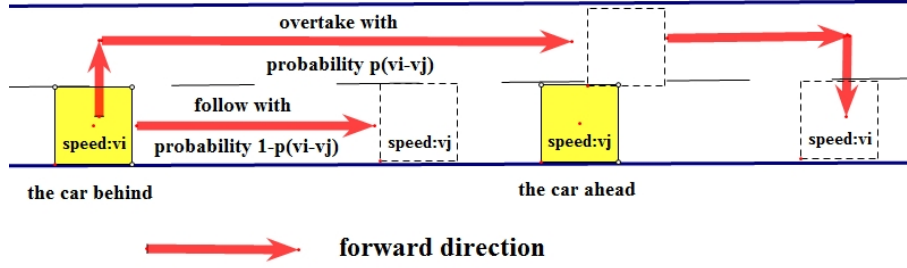 overtake with
probability p(vi-vj)
follow with
speed:vi
probability 1-p(vi-vj)
speed:vj
speed:vj
speed:vi
the car behind
the car ahead
forward direction